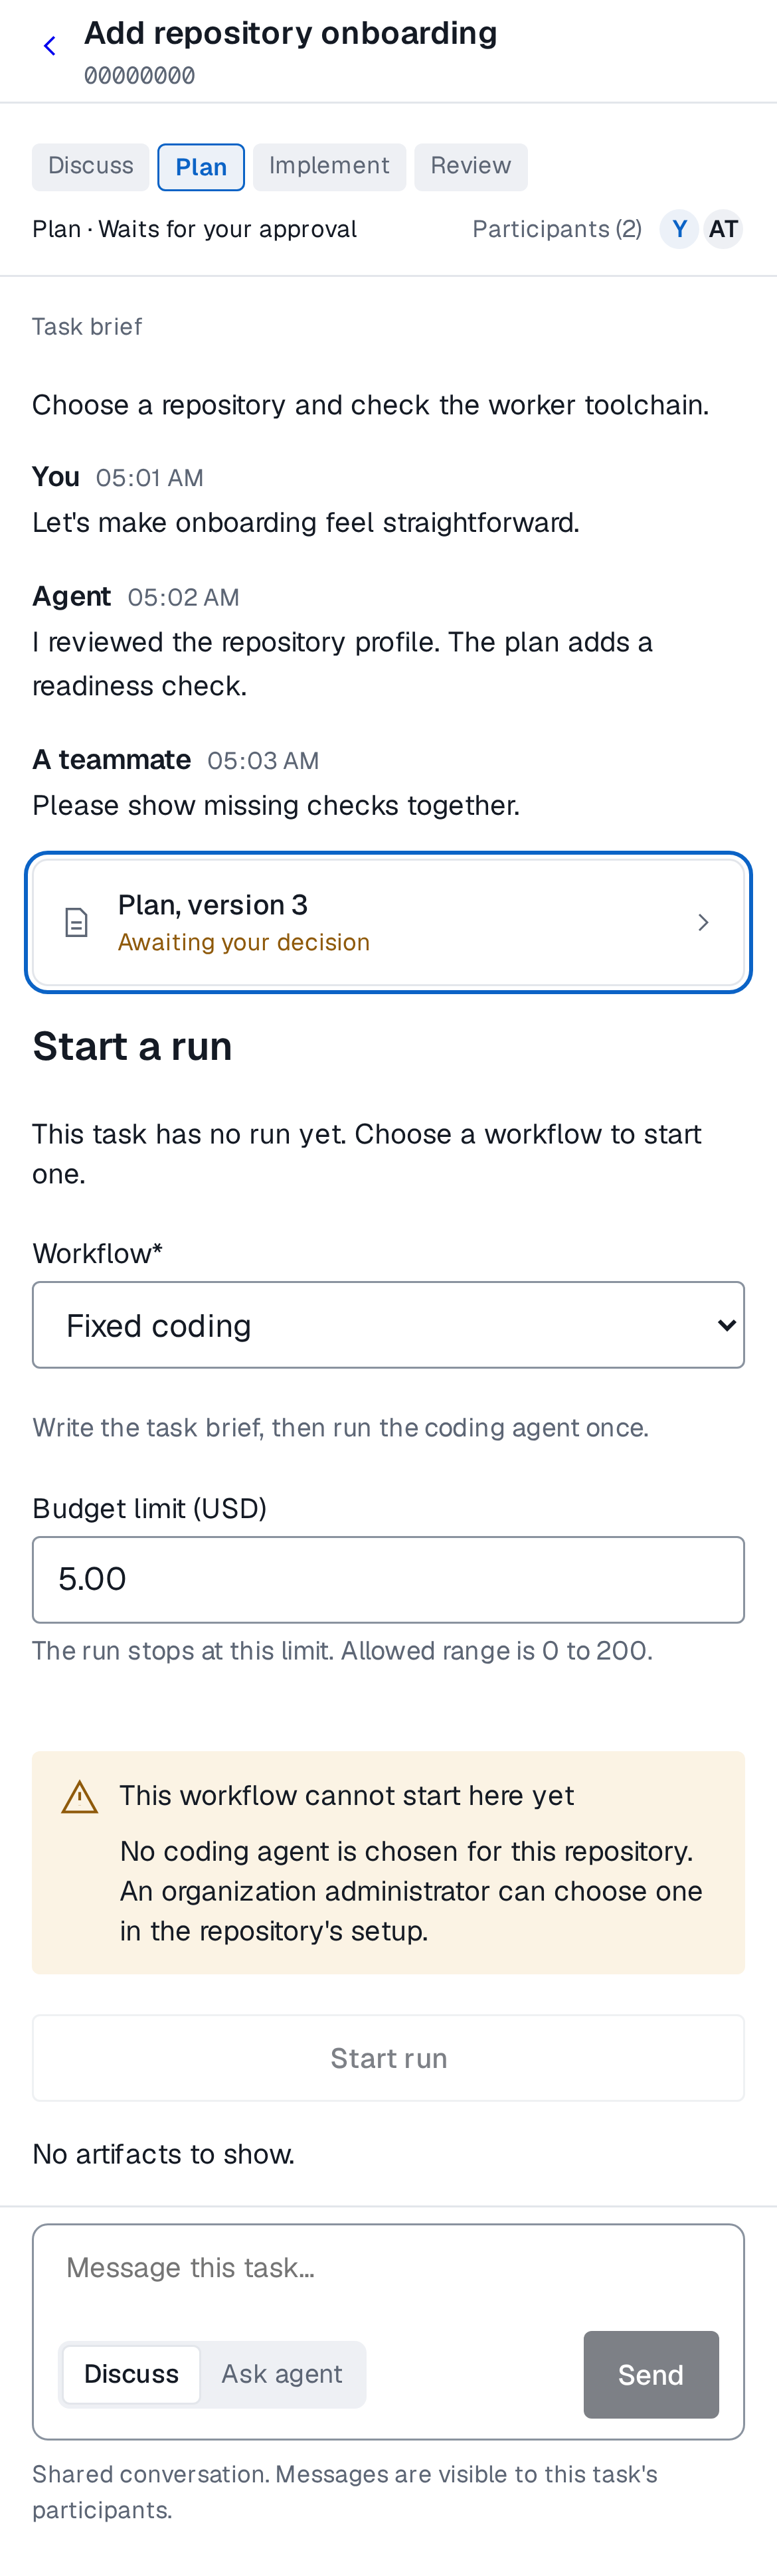 Add repository onboarding
00000000
Discuss
Plan
Implement
Review
Plan · Waits for your approval
Participants (2)
Y
AT
Task brief
Choose a repository and check the worker toolchain.
You 05:01 AM
Let's make onboarding feel straightforward.
Agent 05:02 AM
I reviewed the repository profile. The plan adds a
readiness check.
A teammate 05:03 AM
Please show missing checks together.
Plan, version 3
Awaiting your decision
Start a run
This task has no run yet. Choose a workflow to start
one.
Workflow*
Fixed coding
Write the task brief, then run the coding agent once.
Budget limit (USD)
5.00
The run stops at this limit. Allowed range is 0 to 200.
This workflow cannot start here yet
No coding agent is chosen for this repository.
An organization administrator can choose one
in the repository's setup.
Start run
No artifacts to show.
Message this task...
Discuss
Ask agent
Send
Shared conversation. Messages are visible to this task's
participants.